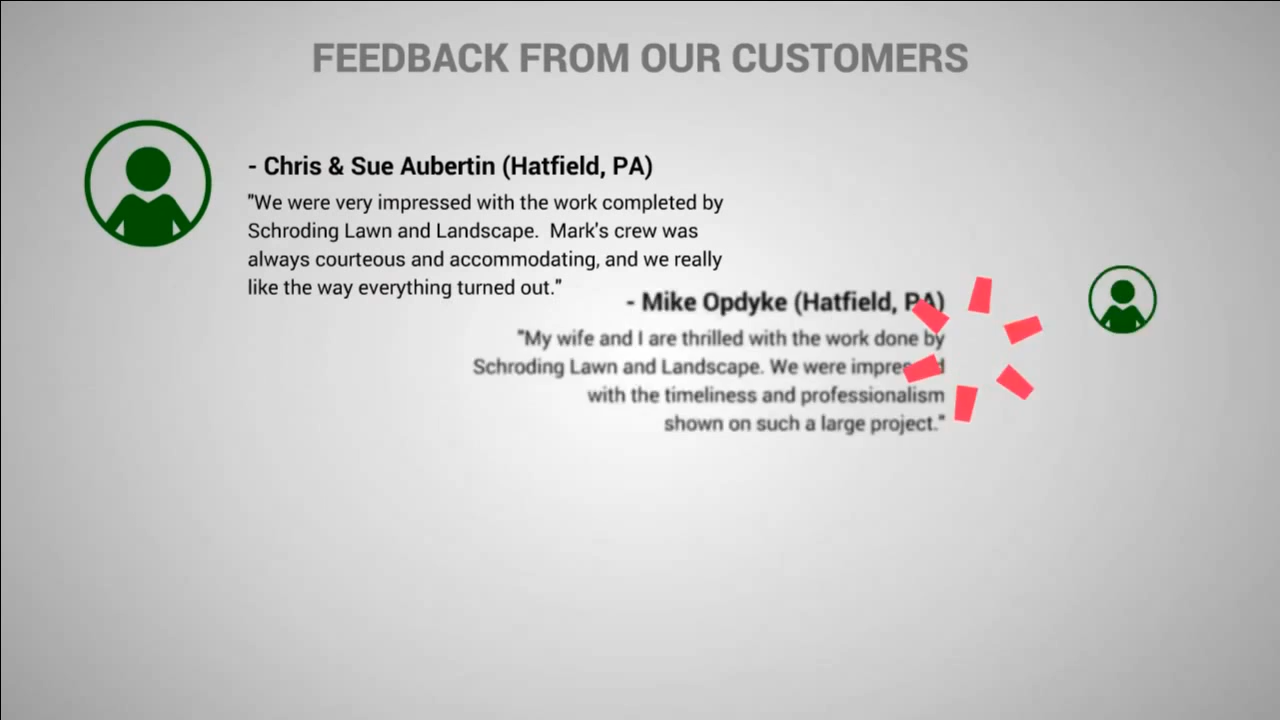 FEEDBACK FROM OUR CUSTOMERS
- Chris & Sue Aubertin (Hatfield, PA)
"We were very impressed with the work completed by
Schroding Lawn and Landscape.  Mark's crew was
always courteous and accommodating, and we really
like the way everything turned out."
- Mike Opdyke (Hatfield, PA)
"My wife and I are thrilled with the work done by
Schroding Lawn and Landscape. We were impressed
with the timeliness and professionalism
shown on such a large project."